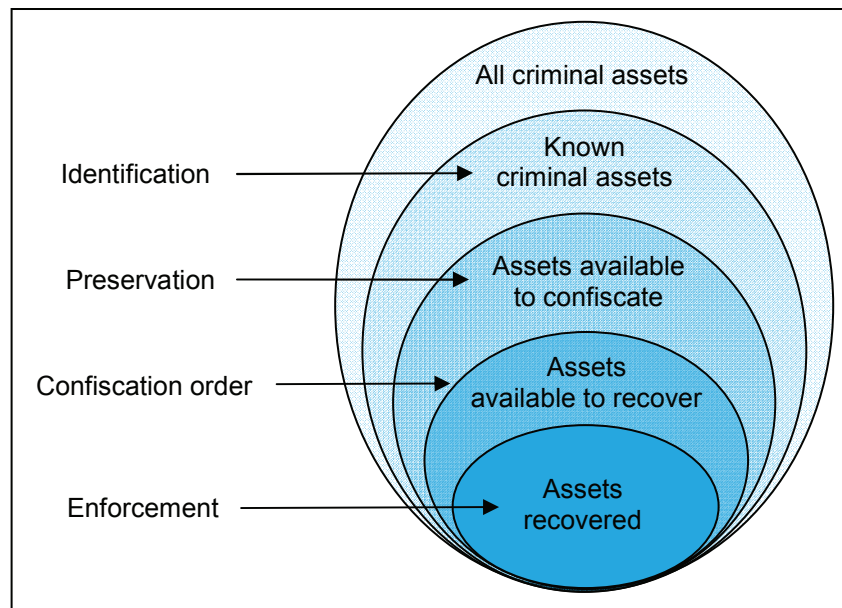 All criminal assets
Identification
Known
criminal assets
Preservation
Assets available
to confiscate
Confiscation order
Assets
available to recover
Enforcement
Assets
recovered